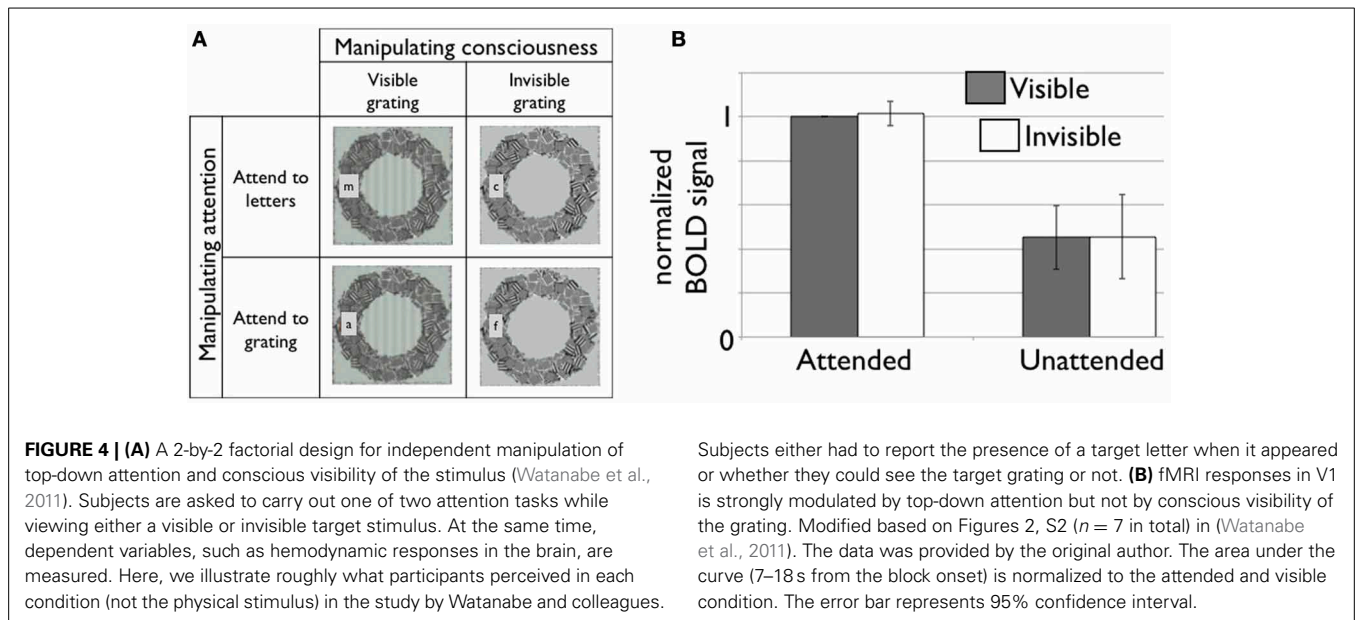 A
Manipulating consciousness
Visible
grating
Invisible
grating
Manipulating attention
Attend to
letters
m
c
Attend to
grating
a
f
B
normalized
BOLD signal
1
0
Visible
Invisible
Attended
Unattended
FIGURE 4 | (A) A 2-by-2 factorial design for independent manipulation of
top-down attention and conscious visibility of the stimulus (Watanabe et al.,
2011). Subjects are asked to carry out one of two attention tasks while
viewing either a visible or invisible target stimulus. At the same time,
dependent variables, such as hemodynamic responses in the brain, are
measured. Here, we illustrate roughly what participants perceived in each
condition (not the physical stimulus) in the study by Watanabe and colleagues.
Subjects either had to report the presence of a target letter when it appeared
or whether they could see the target grating or not. (B) fMRI responses in V1
is strongly modulated by top-down attention but not by conscious visibility of
the grating. Modified based on Figures 2, S2 (n = 7 in total) in (Watanabe
et al., 2011). The data was provided by the original author. The area under the
curve (7–18 s from the block onset) is normalized to the attended and visible
condition. The error bar represents 95% confidence interval.